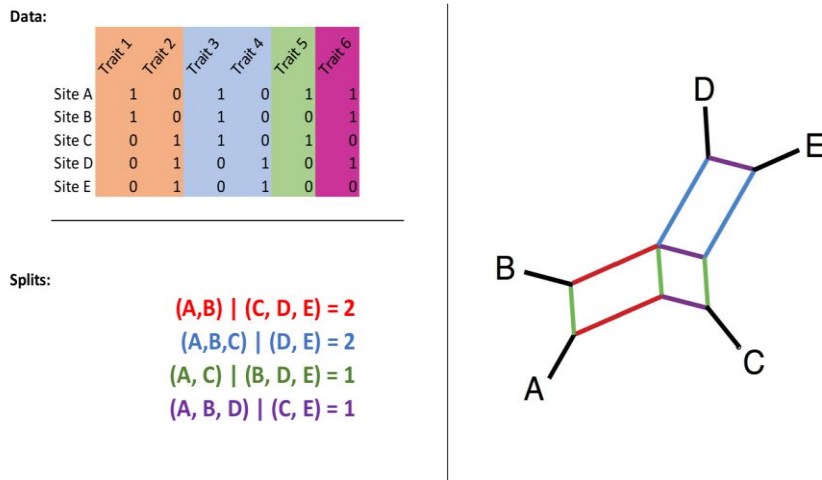 Data:
Trait 1 Trait 2 Trait 3 Trait 4 Trait 5 Trait 6
Site A 1 0 1 0 1 1
Site B 1 0 1 0 0 1
Site C 0 1 1 0 1 0
Site D 0 1 0 1 0 1
Site E 0 1 0 1 0 0
Splits:
(A,B) | (C, D, E) = 2
(A,B,C) | (D, E) = 2
(A, C) | (B, D, E) = 1
(A, B, D) | (C, E) = 1
D
E
B
C
A